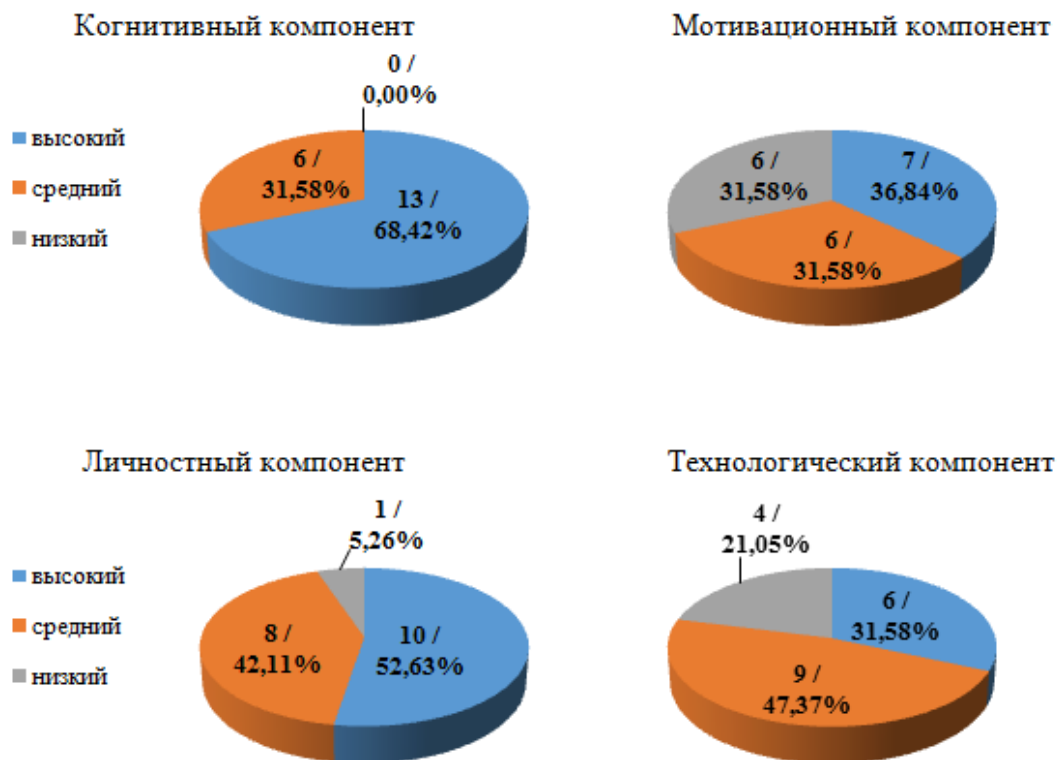 Когнитивный компонент
0 /
0,00%
высокий
средний
низкий
6 /
31,58%
13 /
68,42%
Мотивационный компонент
6 /
31,58%
7 /
36,84%
6 /
31,58%
Личностный компонент
1 /
5,26%
высокий
средний
низкий
8 /
42,11%
10 /
52,63%
Технологический компонент
4 /
21,05%
6 /
31,58%
9 /
47,37%